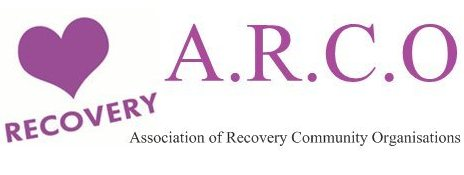 A.R.C.O
RECOVERY
Association of Recovery Community Organisations